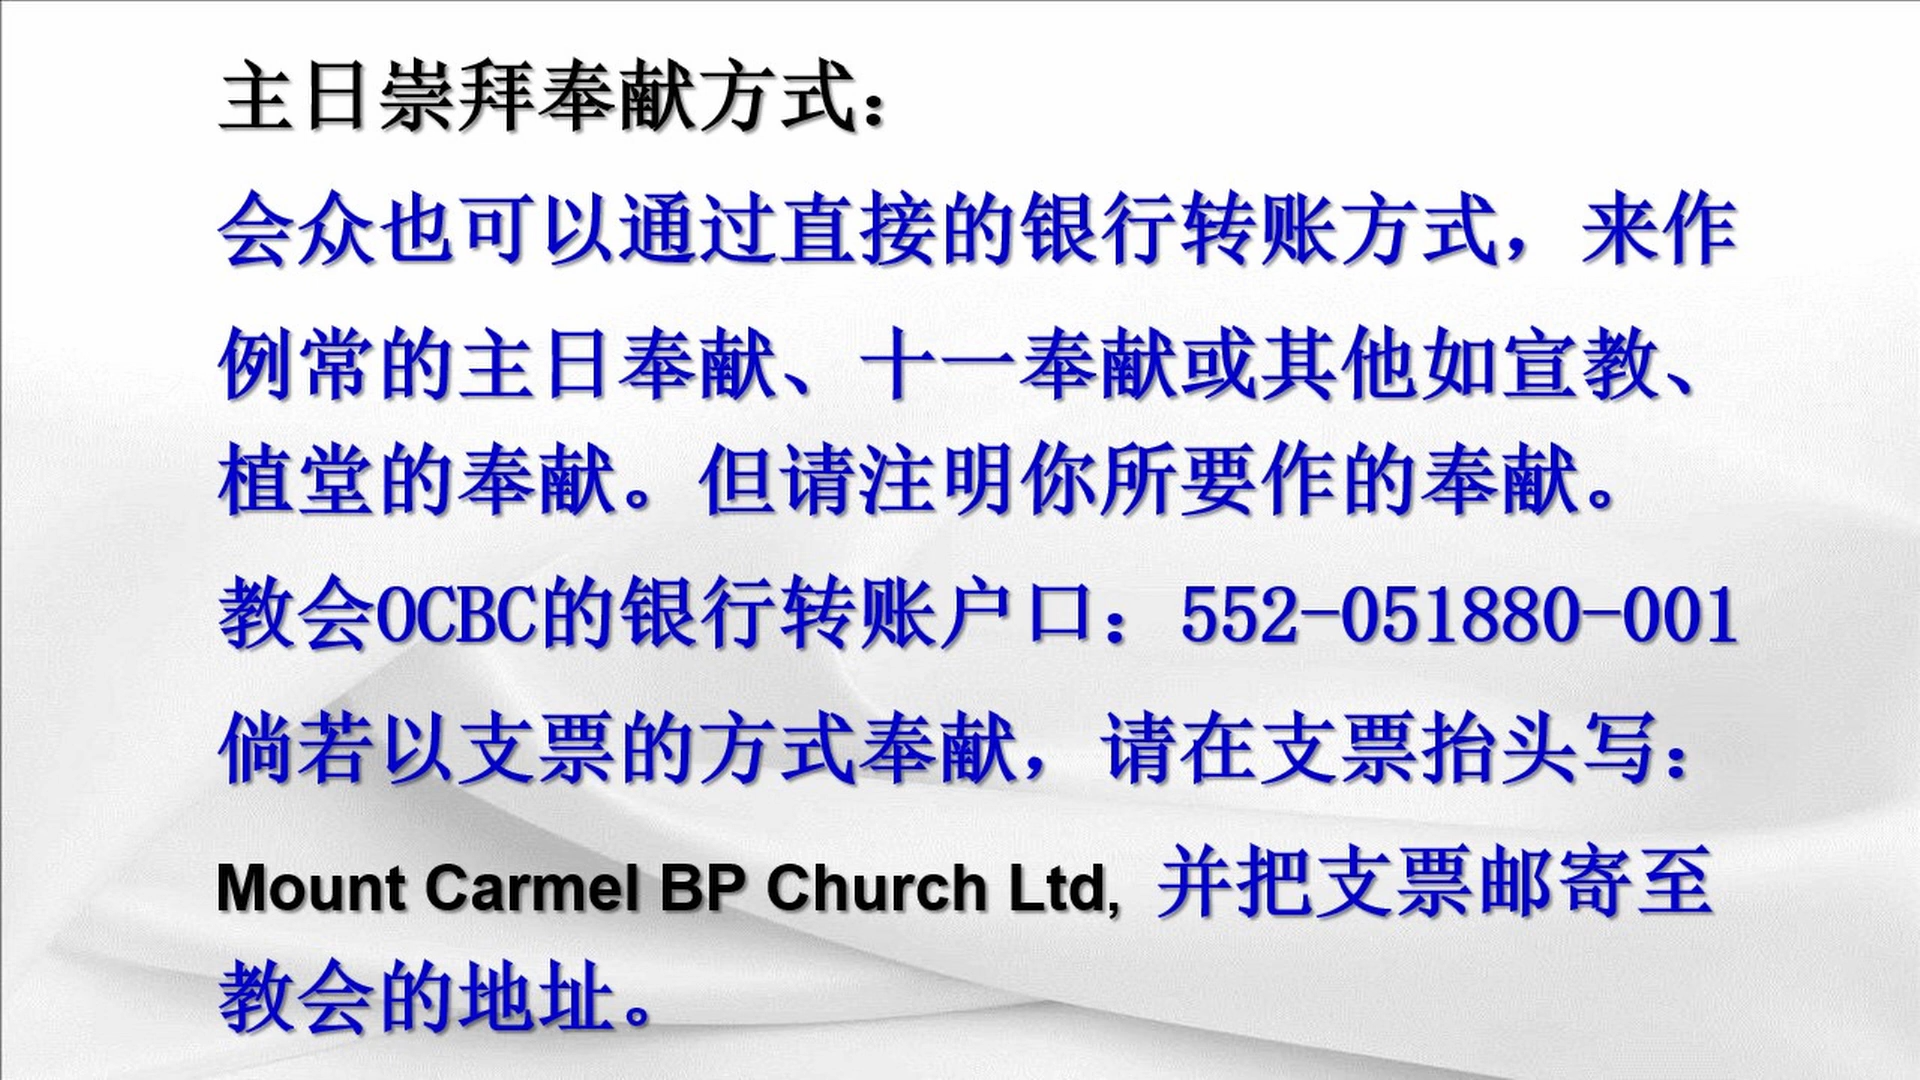 主日崇拜奉献方式：
会众也可以通过直接的银行转账方式，来作
例常的主日奉献、十一奉献或其他如宣教、
植堂的奉献。但请注明你所要作的奉献。
教会OCBC的银行转账户口：552-051880-001
倘若以支票的方式奉献，请在支票抬头写：
Mount Carmel BP Church Ltd, 并把支票邮寄至
教会的地址。